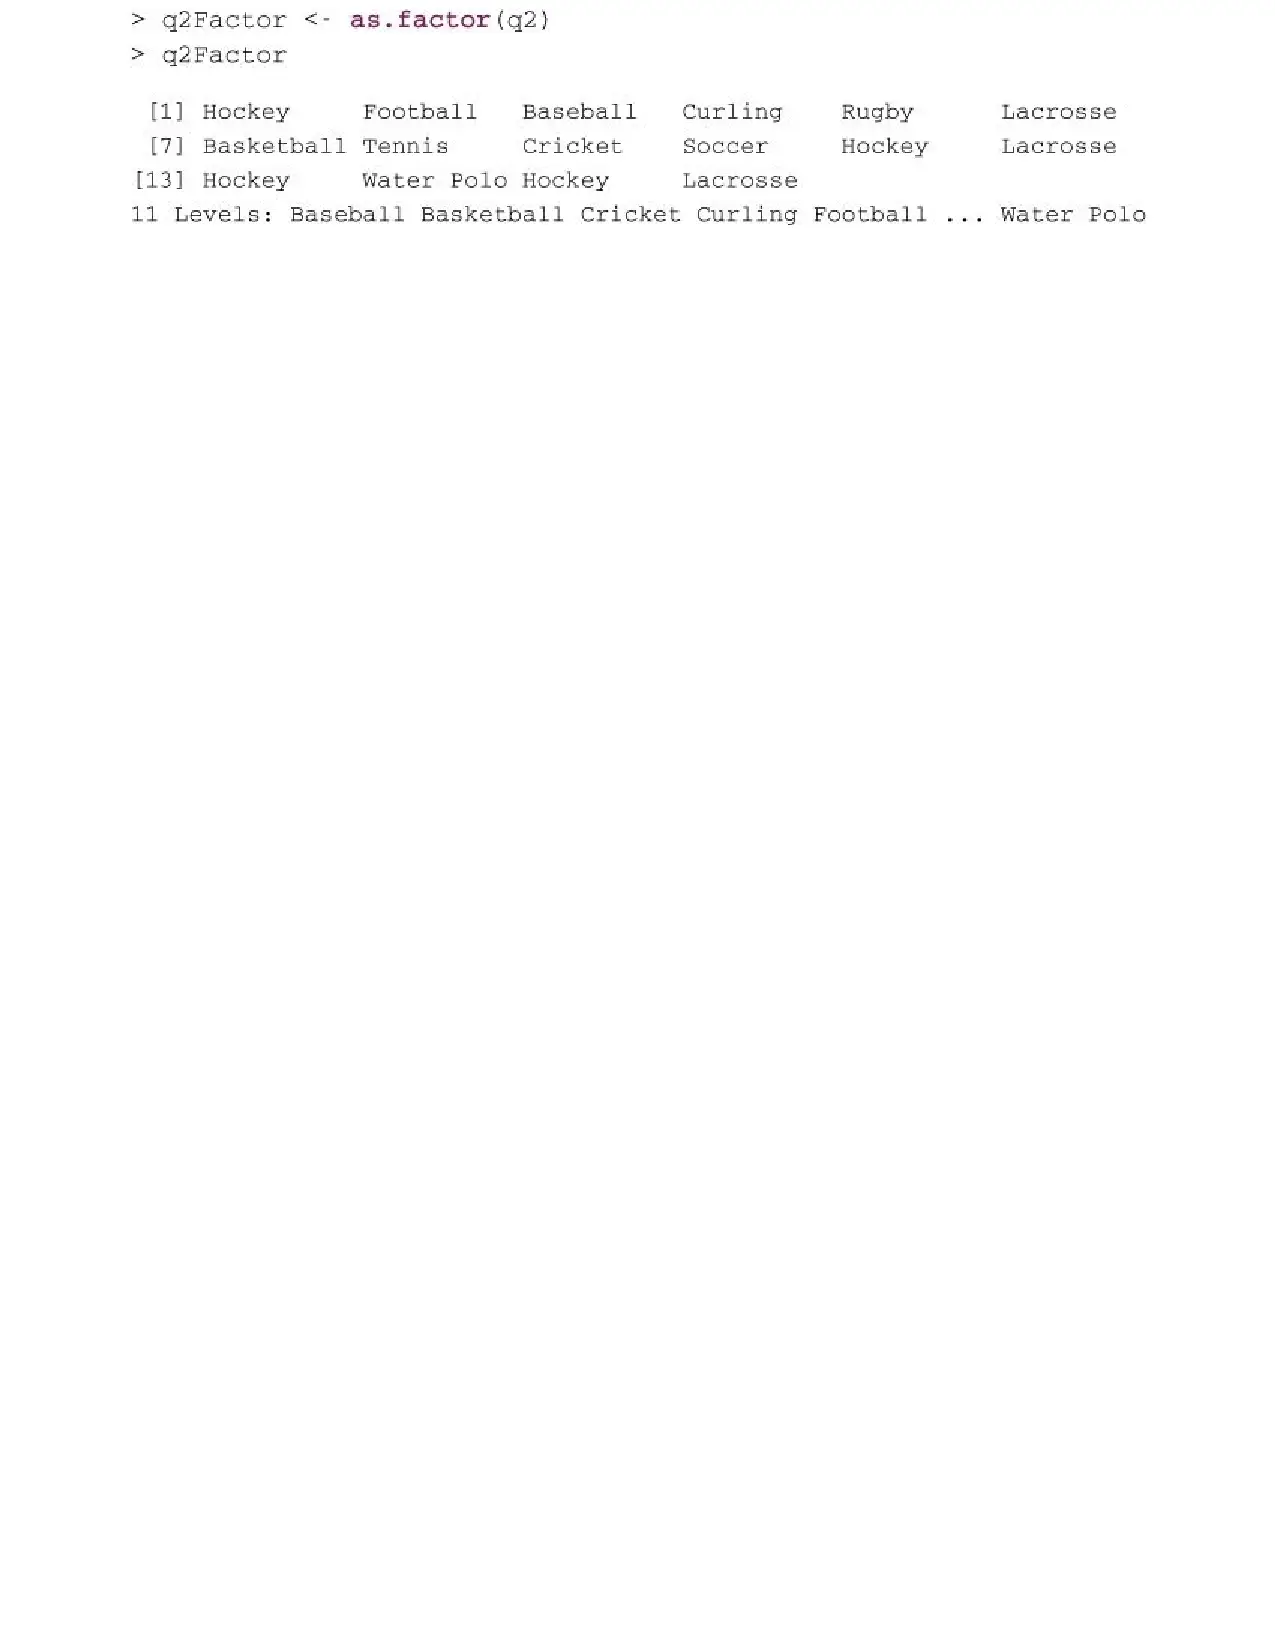 > q2Factor <- as.factor(q2)
> q2Factor
[1] Hockey Football Baseball Curling Rugby Lacrosse
[7] Basketball Tennis Cricket Soccer Hockey Lacrosse
[13] Hockey Water Polo Hockey Lacrosse
11 Levels: Baseball Basketball Cricket Curling Football ... Water Polo